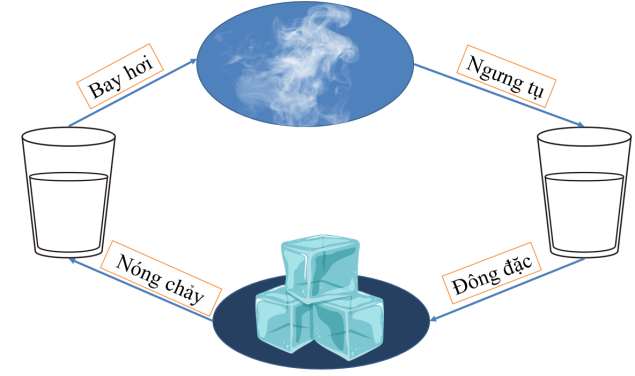 Bay hơi
Ngưng tụ
Nóng chảy
Đông đặc